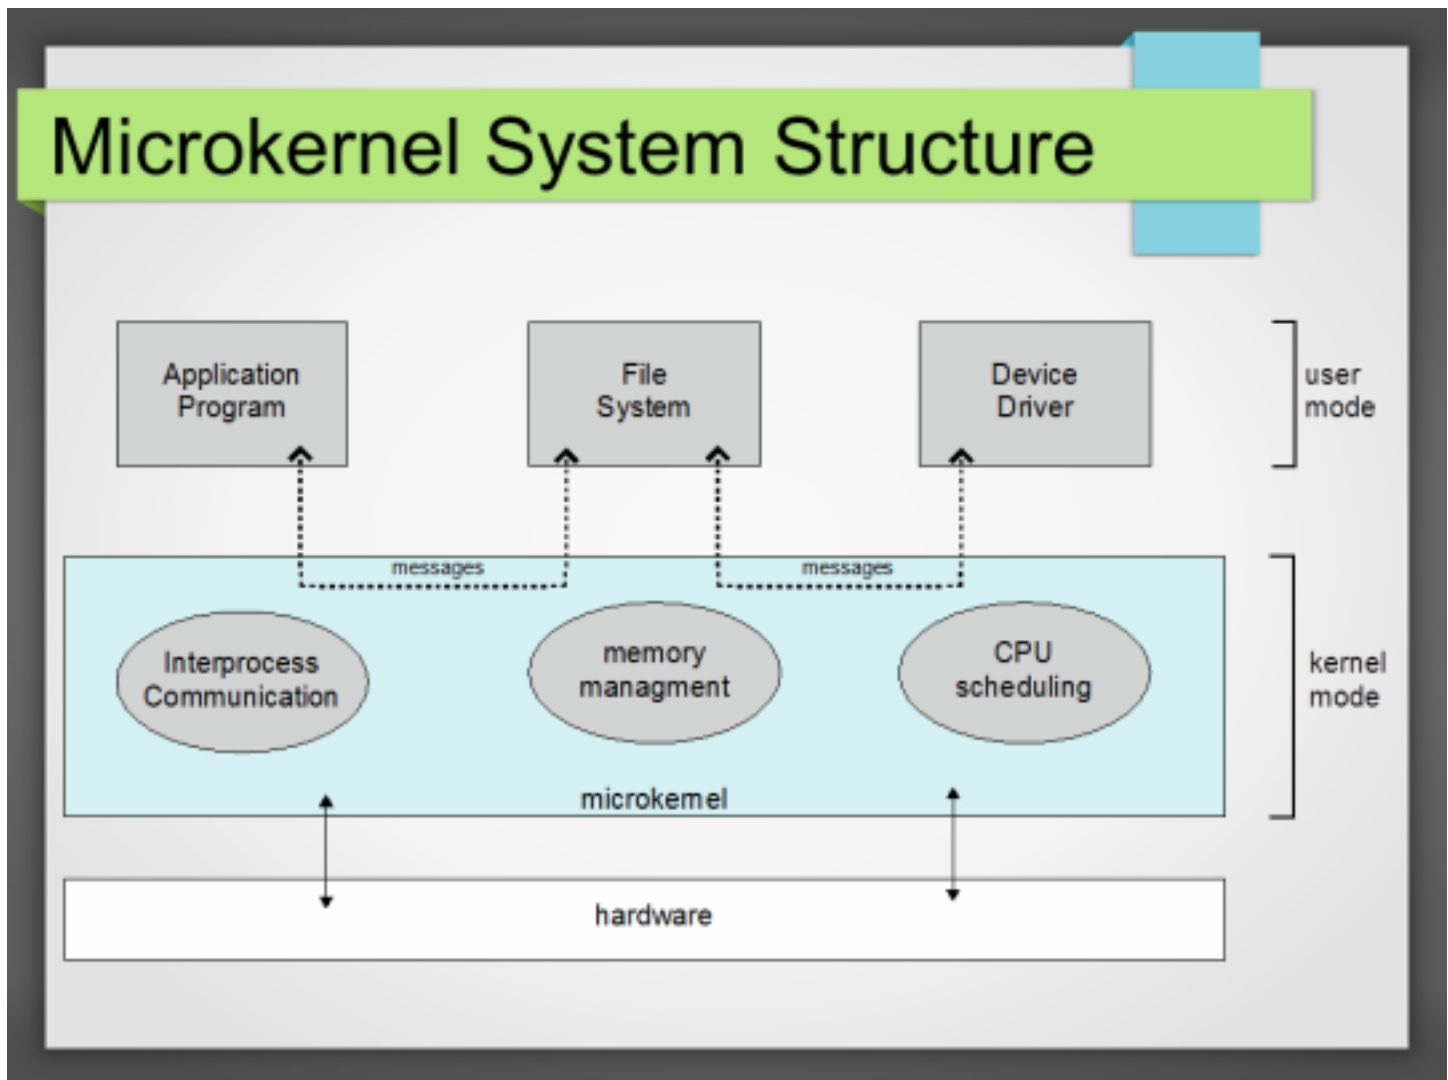 Microkernel System Structure
Application
Program
File
System
Device
Driver
user
mode
messages
messages
Interprocess
Communication
memory
managment
CPU
scheduling
kernel
mode
microkernel
hardware